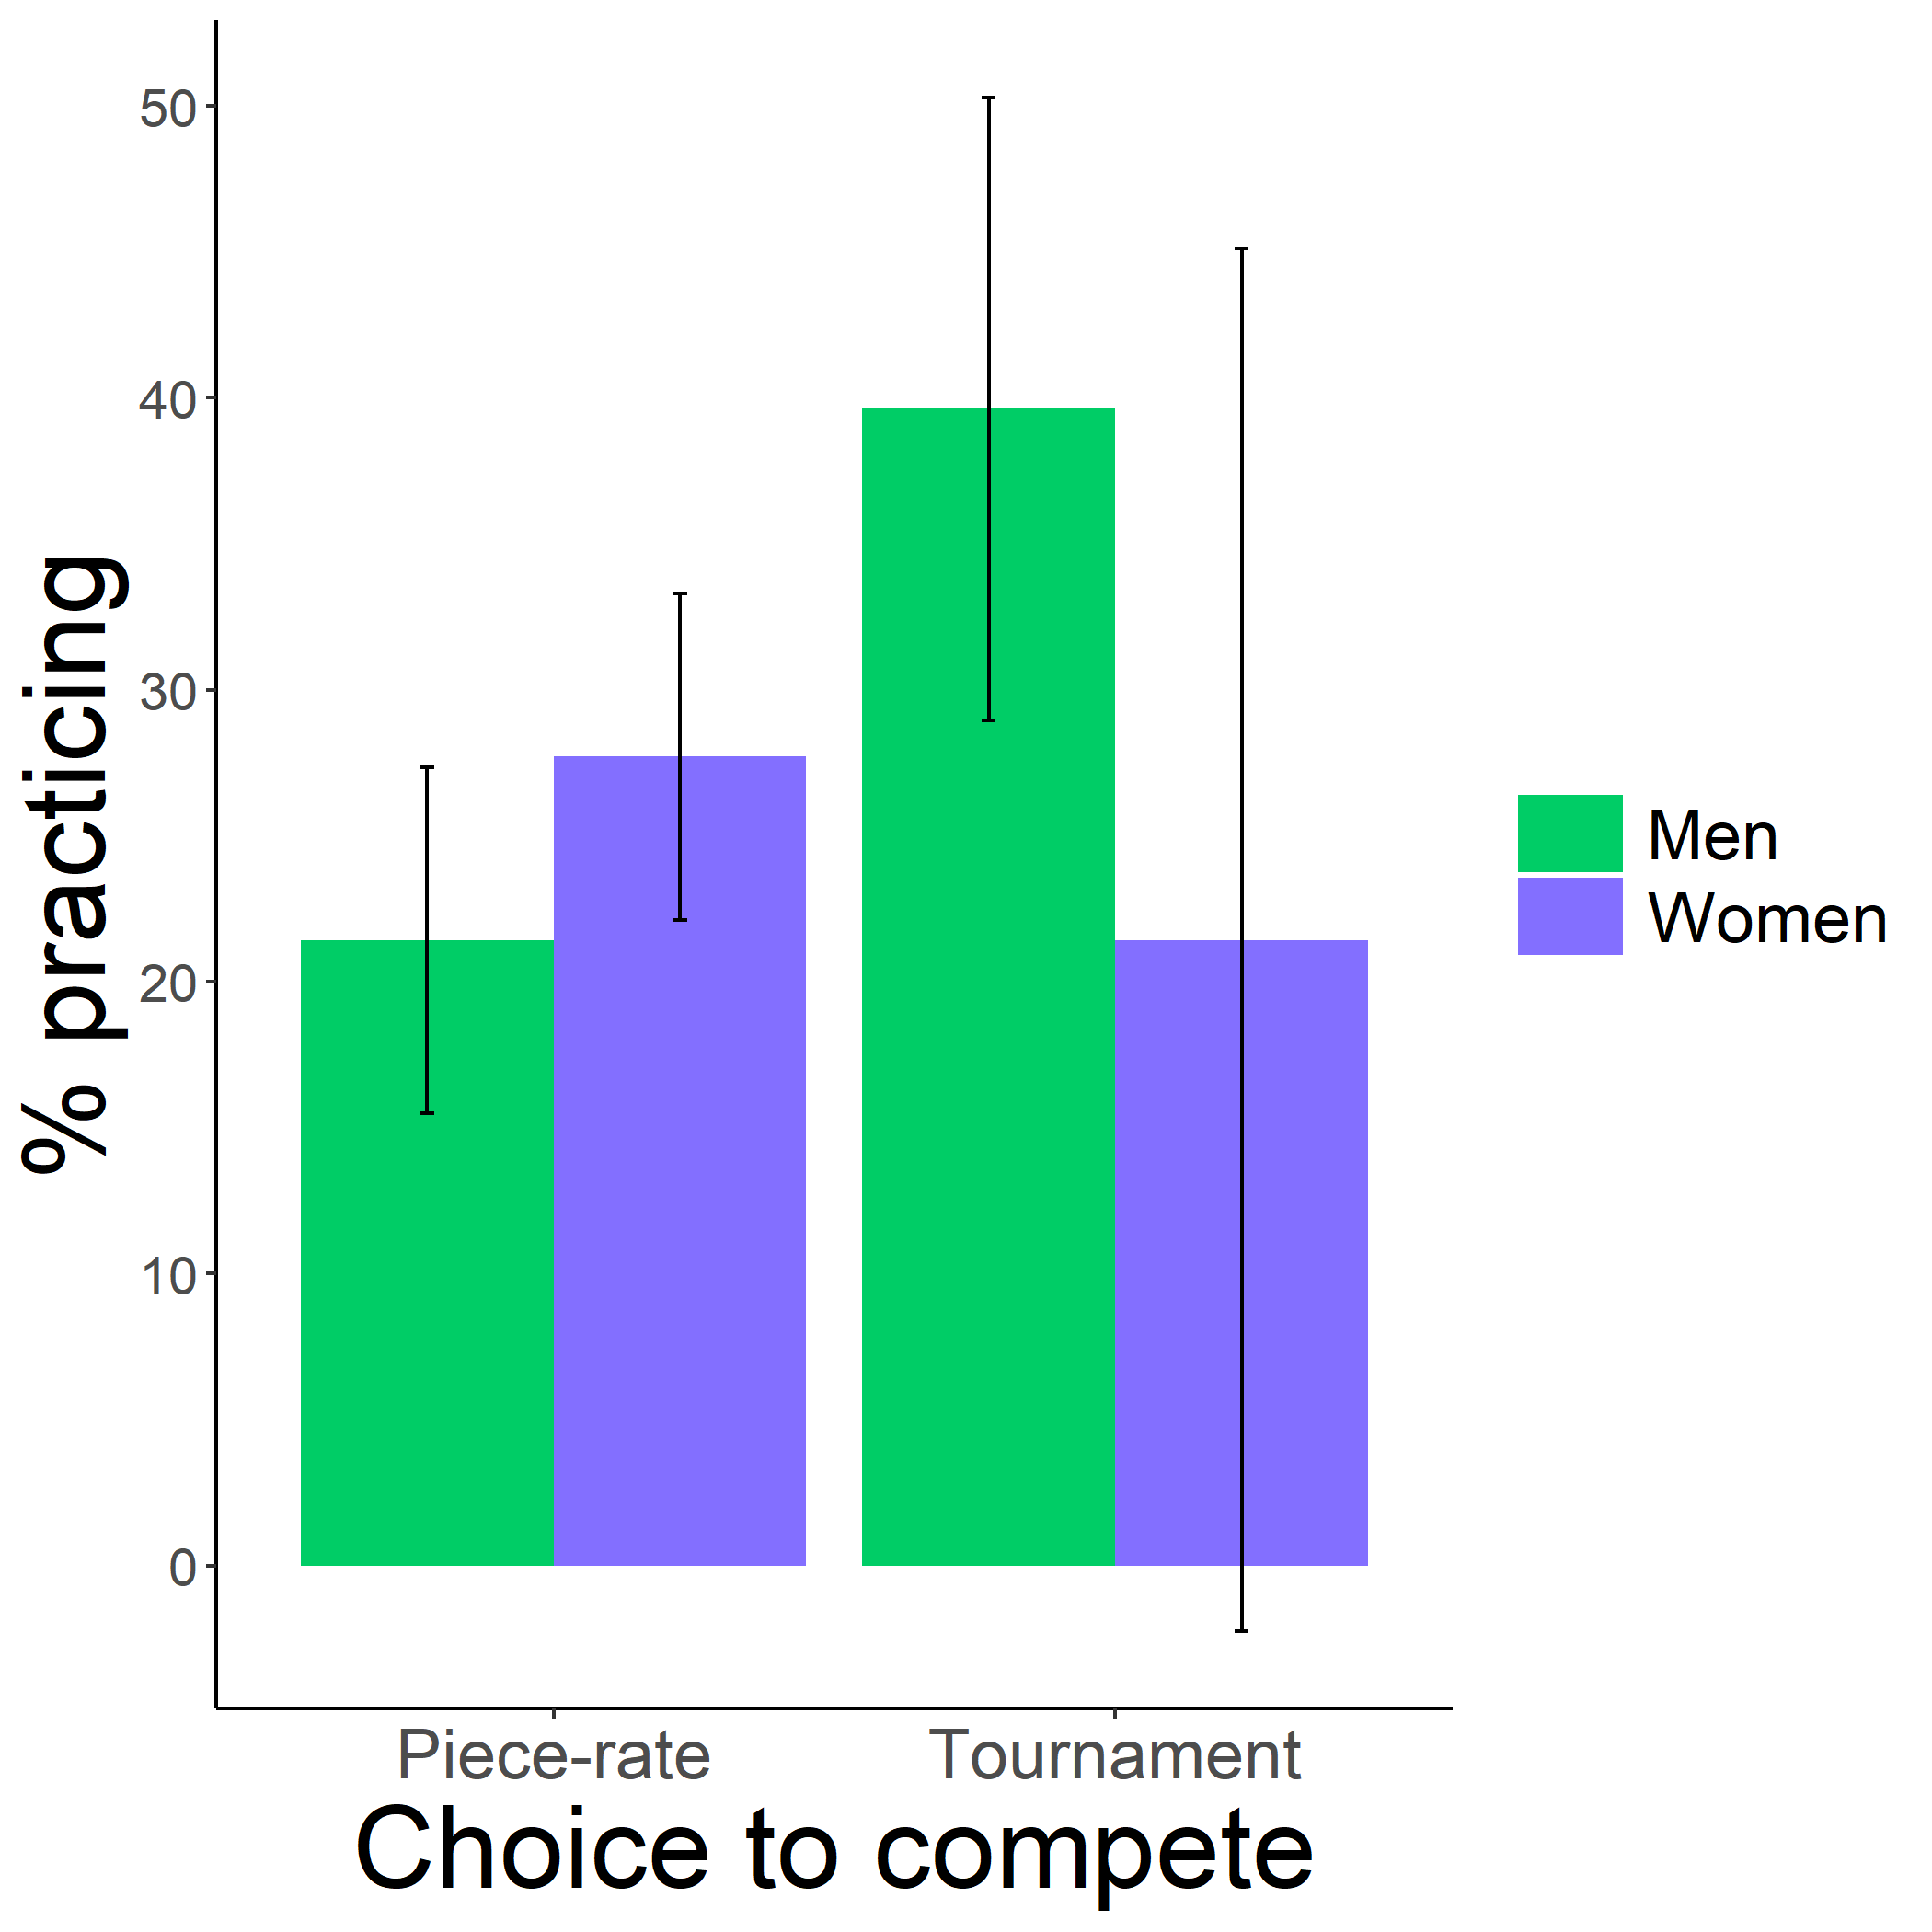 % practicing
50
40
30
20
10
0
Piece-rate
Tournament
Choice to compete
Men
Women